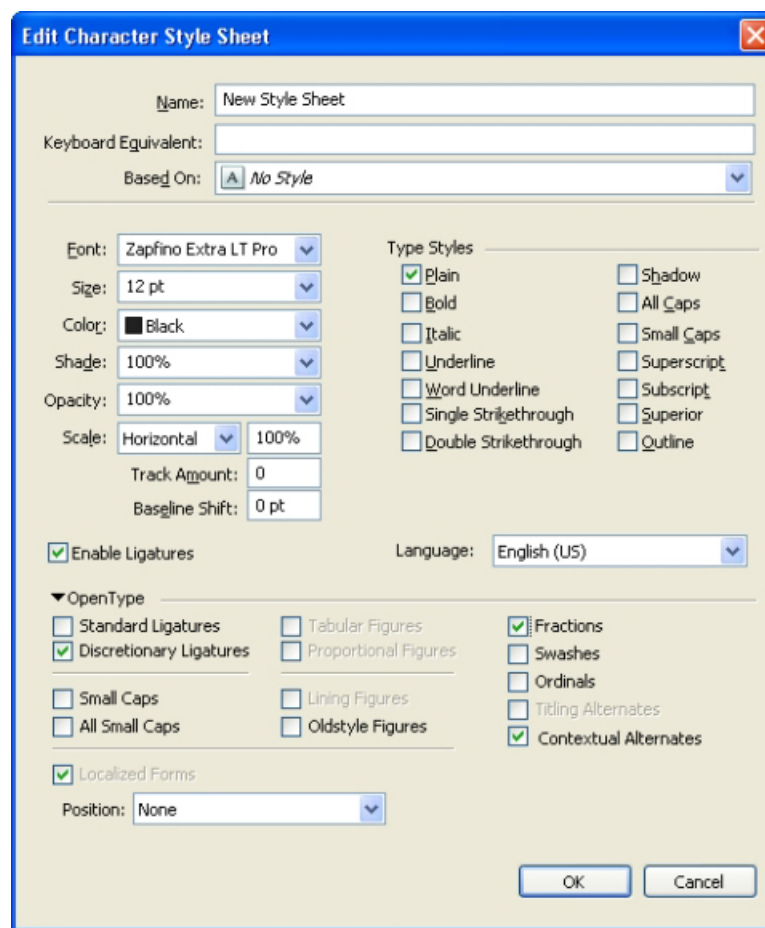 Edit Character Style Sheet
Name: New Style Sheet
Keyboard Equivalent:
Based On: A No Style
Font: Zapfino Extra LT Pro
Size: 12 pt
Color: Black
Shade: 100%
Opacity: 100%
Scale: Horizontal 100%
Track Amount: 0
Baseline Shift: 0 pt
Type Styles
Plain
Bold
Italic
Underline
Word Underline
Single Strikethrough
Double Strikethrough
Shadow
All Caps
Small Caps
Superscript
Subscript
Superior
Outline
Enable Ligatures
Language: English (US)
OpenType
Standard Ligatures
Discretionary Ligatures
Small Caps
All Small Caps
Tabular Figures
Proportional Figures
Lining Figures
Oldstyle Figures
Fractions
Swashes
Ordinals
Titling Alternates
Contextual Alternates
Localized Forms
Position: None
OK
Cancel